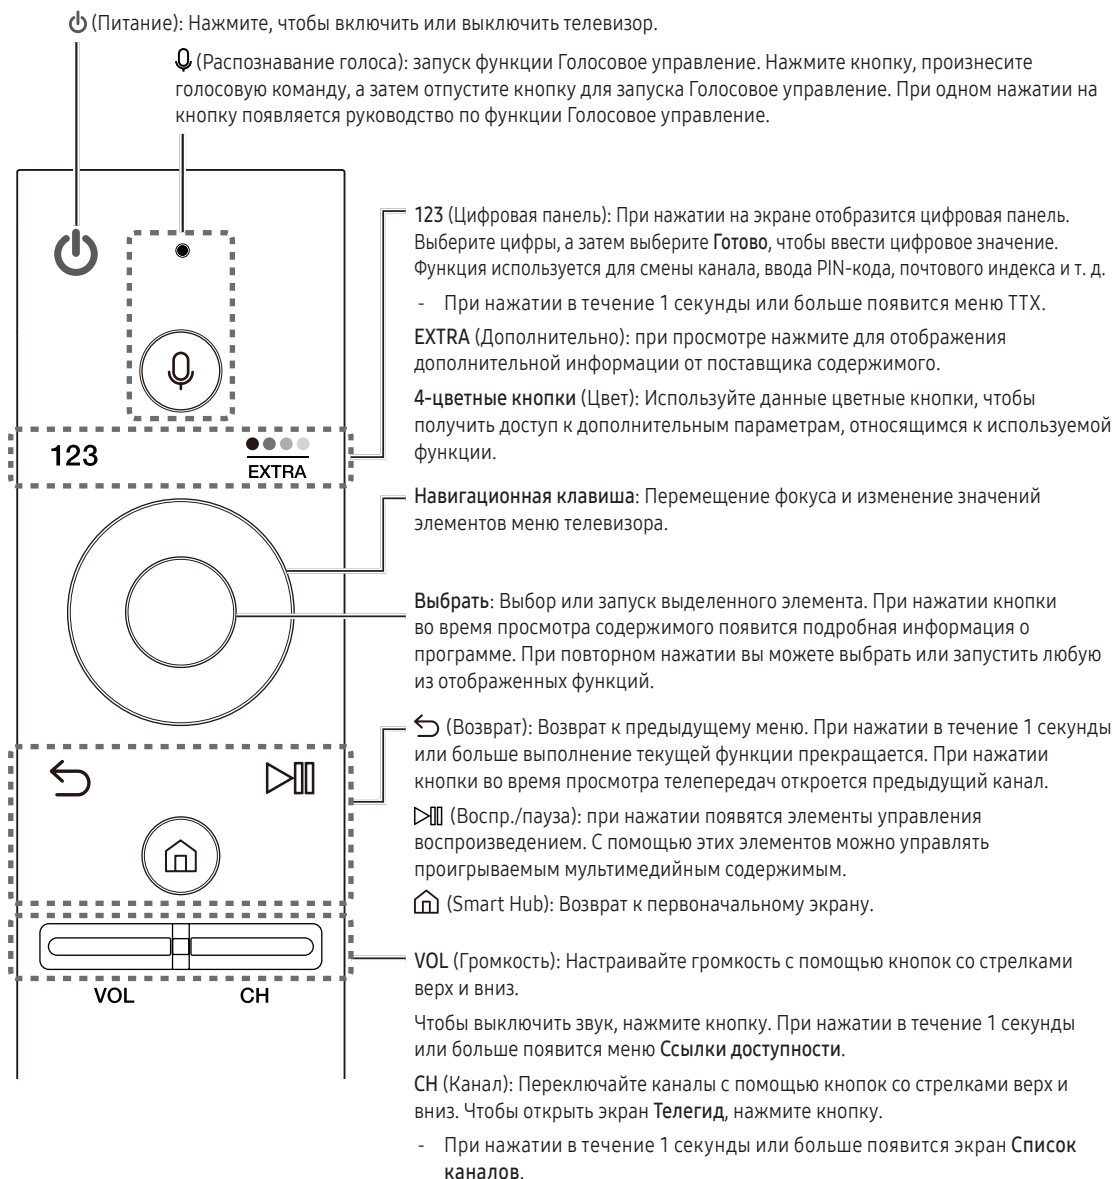 (Питание): Нажмите, чтобы включить или выключить телевизор.
(Распознавание голоса): запуск функции Голосовое управление. Нажмите кнопку, произнесите
голосовую команду, а затем отпустите кнопку для запуска Голосовое управление. При одном нажатии на
кнопку появляется руководство по функции Голосовое управление.
123 (Цифровая панель): При нажатии на экране отобразится цифровая панель.
Выберите цифры, а затем выберите Готово, чтобы ввести цифровое значение.
Функция используется для смены канала, ввода PIN-кода, почтового индекса и т. д.
- При нажатии в течение 1 секунды или больше появится меню TTX.
EXTRA (Дополнительно): при просмотре нажмите для отображения
дополнительной информации от поставщика содержимого.
4-цветные кнопки (Цвет): Используйте данные цветные кнопки, чтобы
получить доступ к дополнительным параметрам, относящимся к используемой
функции.
123
EXTRA
Навигационная клавиша: Перемещение фокуса и изменение значений
элементов меню телевизора.
Выбрать: Выбор или запуск выделенного элемента. При нажатии кнопки
во время просмотра содержимого появится подробная информация о
программе. При повторном нажатии вы можете выбрать или запустить любую
из отображенных функций.
(Возврат): Возврат к предыдущему меню. При нажатии в течение 1 секунды
или больше выполнение текущей функции прекращается. При нажатии
кнопки во время просмотра телепередач откроется предыдущий канал.
(Воспр./пауза): при нажатии появятся элементы управления
воспроизведением. С помощью этих элементов можно управлять
проигрываемым мультимедийным содержимым.
(Smart Hub): Возврат к первоначальному экрану.
VOL (Громкость): Настраивайте громкость с помощью кнопок со стрелками
верх и вниз.
Чтобы выключить звук, нажмите кнопку. При нажатии в течение 1 секунды
или больше появится меню Ссылки доступности.
CH (Канал): Переключайте каналы с помощью кнопок со стрелками верх и
вниз. Чтобы открыть экран Телегид, нажмите кнопку.
- При нажатии в течение 1 секунды или больше появится экран Список
каналов.
VOL
CH